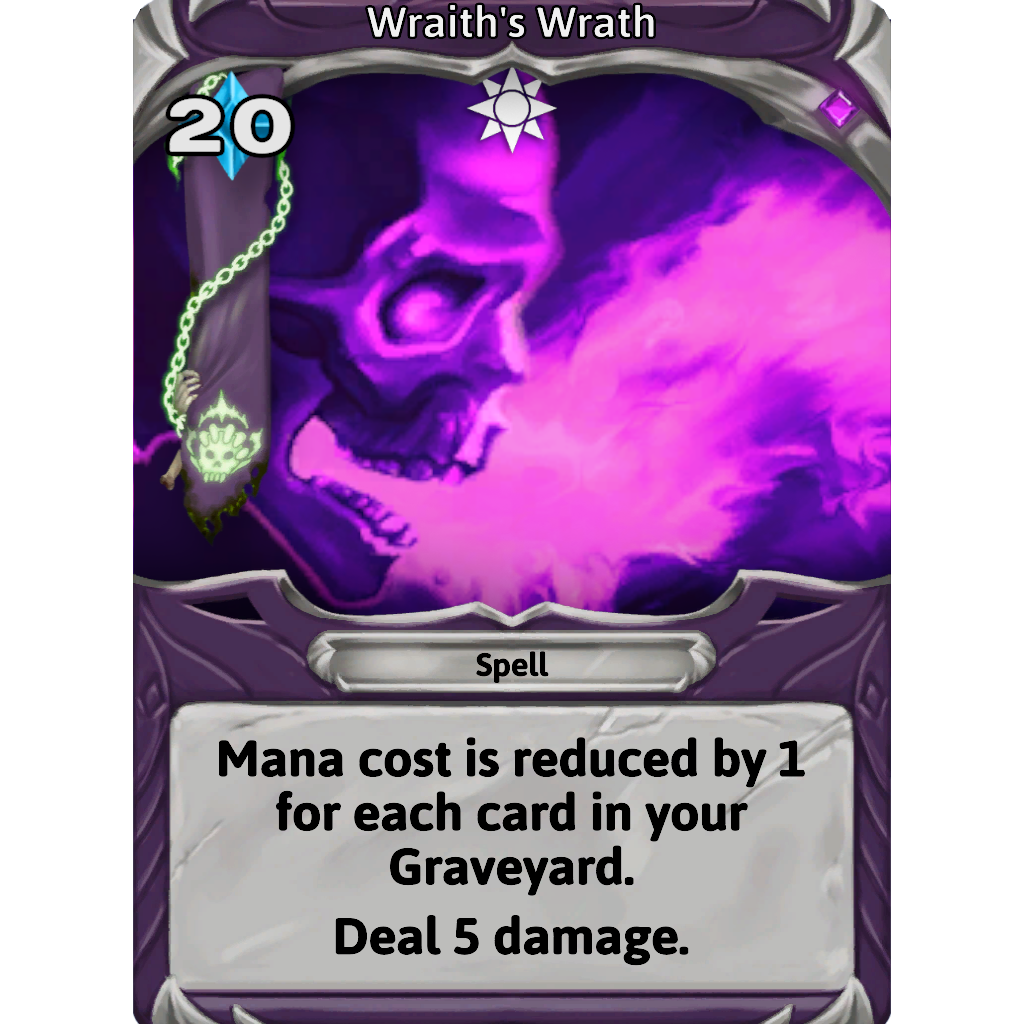 Wraith's Wrath
20
Spell
Mana cost is reduced by 1
for each card in your
Graveyard.
Deal 5 damage.